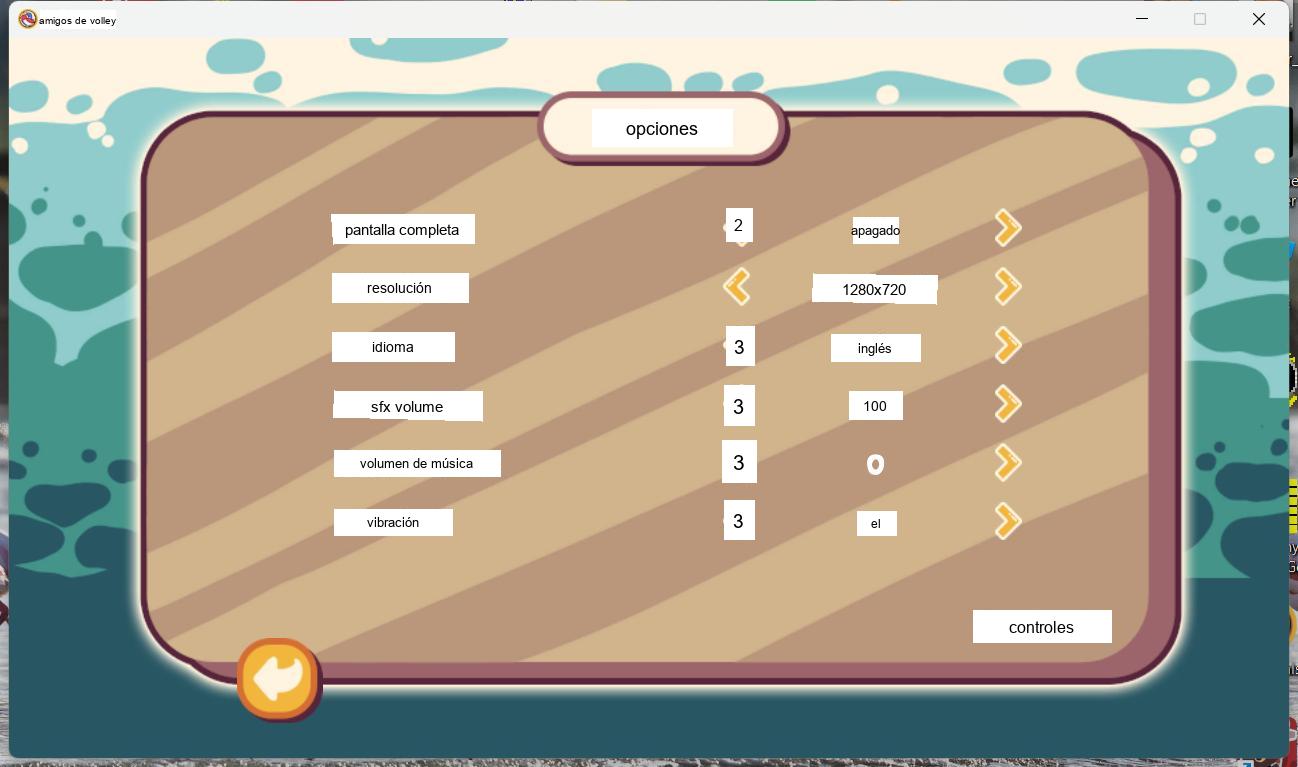 amigos de volley
opciones
pantalla completa 2 apagado
resolución 1280x720
idioma 3 inglés
sfx volume 3 100
volumen de música 3 0
vibración 3 el
controles